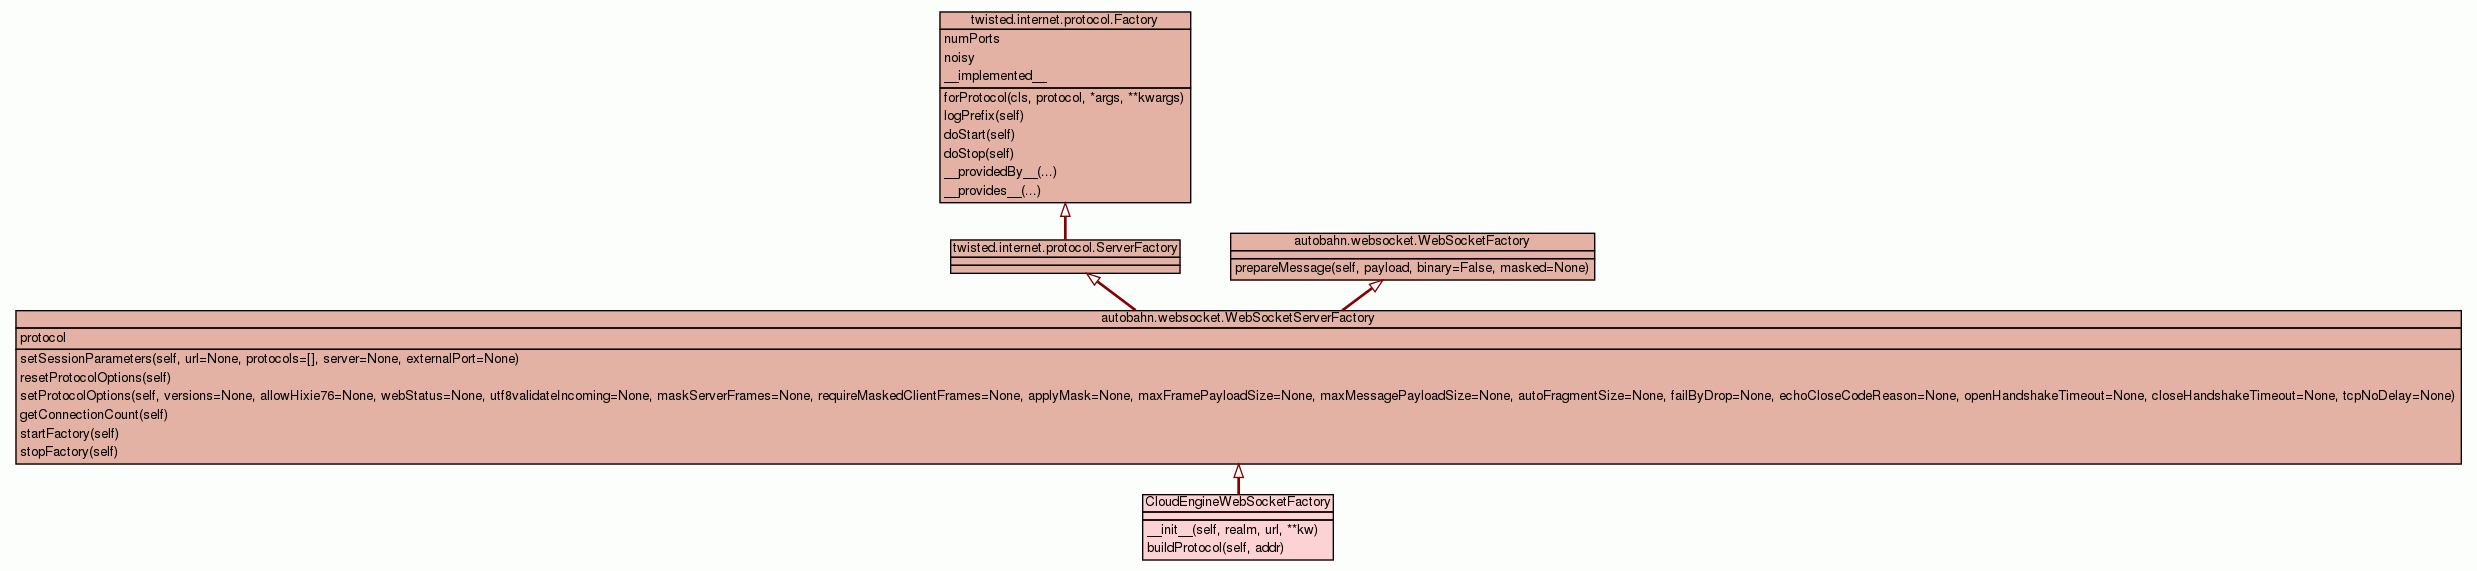 twisted.internet.protocol.Factory
numPorts
noisy
__implemented__
forProtocol(cls, protocol, *args, **kwargs)
logPrefix(self)
doStart(self)
doStop(self)
__providedBy__(...)
__provides__(...)
twisted.internet.protocol.ServerFactory
autobahn.websocket.WebSocketFactory
prepareMessage(self, payload, binary=False, masked=None)
autobahn.websocket.WebSocketServerFactory
protocol
setSessionParameters(self, url=None, protocols=[], server=None, externalPort=None)
resetProtocolOptions(self)
setProtocolOptions(self, versions=None, allowHixie76=None, webStatus=None, utf8validateIncoming=None, maskServerFrames=None, requireMaskedClientFrames=None, applyMask=None, maxFramePayloadSize=None, maxMessagePayloadSize=None, autoFragmentSize=None, failByDrop=None, echoCloseCodeReason=None, openHandshakeTimeout=None, closeHandshakeTimeout=None, tcpNoDelay=None)
getConnectionCount(self)
startFactory(self)
stopFactory(self)
CloudEngineWebSocketFactory
__init__(self, realm, url, **kw)
buildProtocol(self, addr)